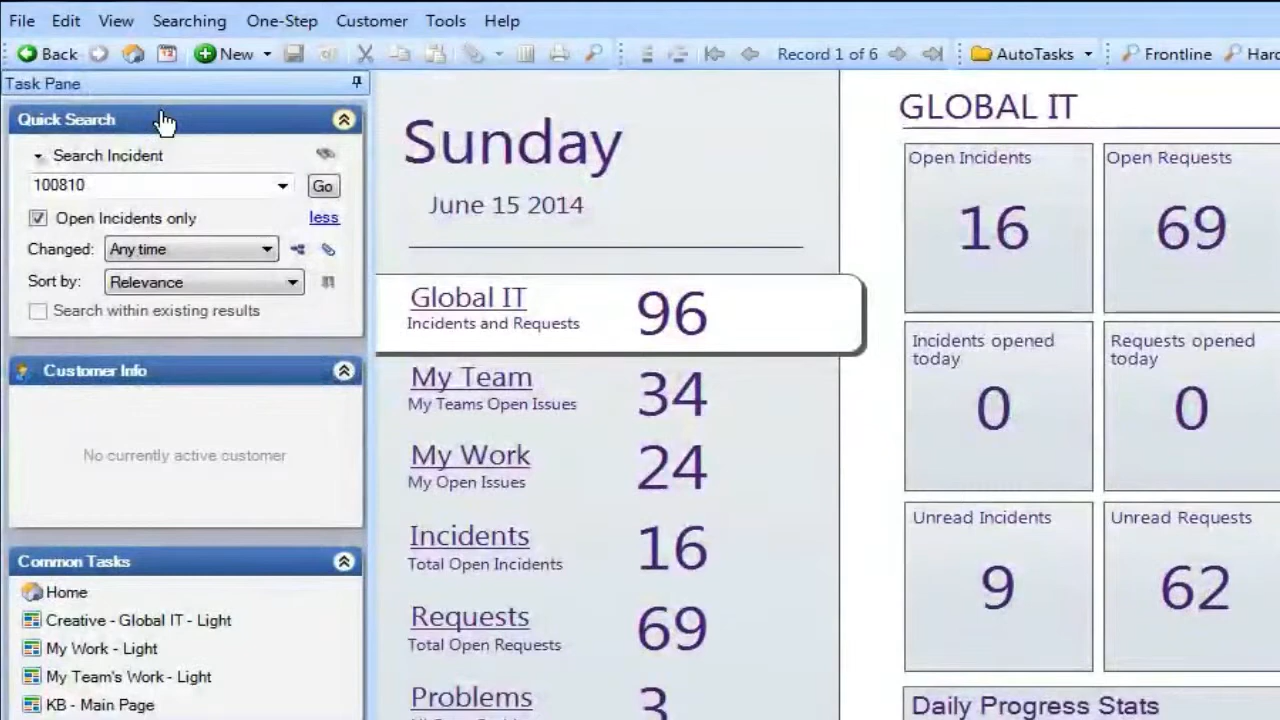 File Edit View Searching One-Step Customer Tools Help
Back New Record 1 of 6 AutoTasks Frontline
Task Pane
Quick Search
Search Incident
100810 Go
Open Incidents only less
Changed: Any time
Sort by: Relevance
Search within existing results
Customer Info
No currently active customer
Common Tasks
Home
Creative - Global IT - Light
My Work - Light
My Team's Work - Light
KB - Main Page
Sunday
June 15 2014
Global IT 96
Incidents and Requests
My Team 34
My Teams Open Issues
My Work 24
My Open Issues
Incidents 16
Total Open Incidents
Requests 69
Total Open Requests
Problems 3
GLOBAL IT
Open Incidents
16
Open Requests
69
Incidents opened
today
0
Requests opened
today
0
Unread Incidents
9
Unread Requests
62
Daily Progress Stats